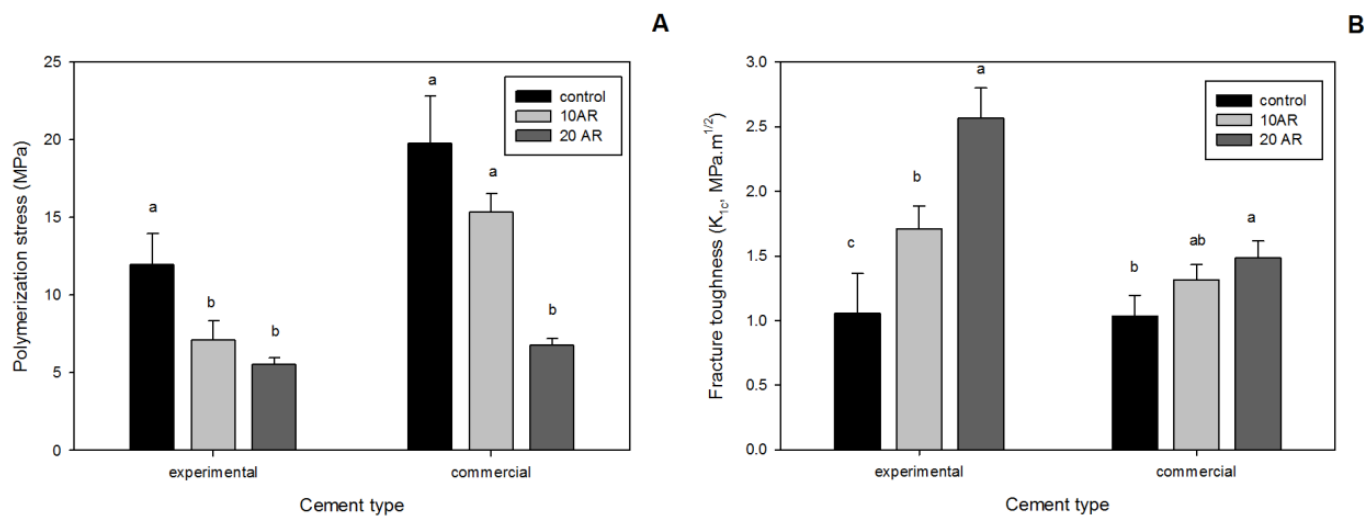 A
Polymerization stress (MPa)
25
20
15
10
5
0
a
b
b
a
a
b
control
10AR
20 AR
experimental
commercial
Cement type
B
Fracture toughness (K1c, MPa.m1/2)
3.0
2.5
2.0
1.5
1.0
0.5
0.0
c
b
a
b
ab
a
control
10AR
20 AR
experimental
commercial
Cement type